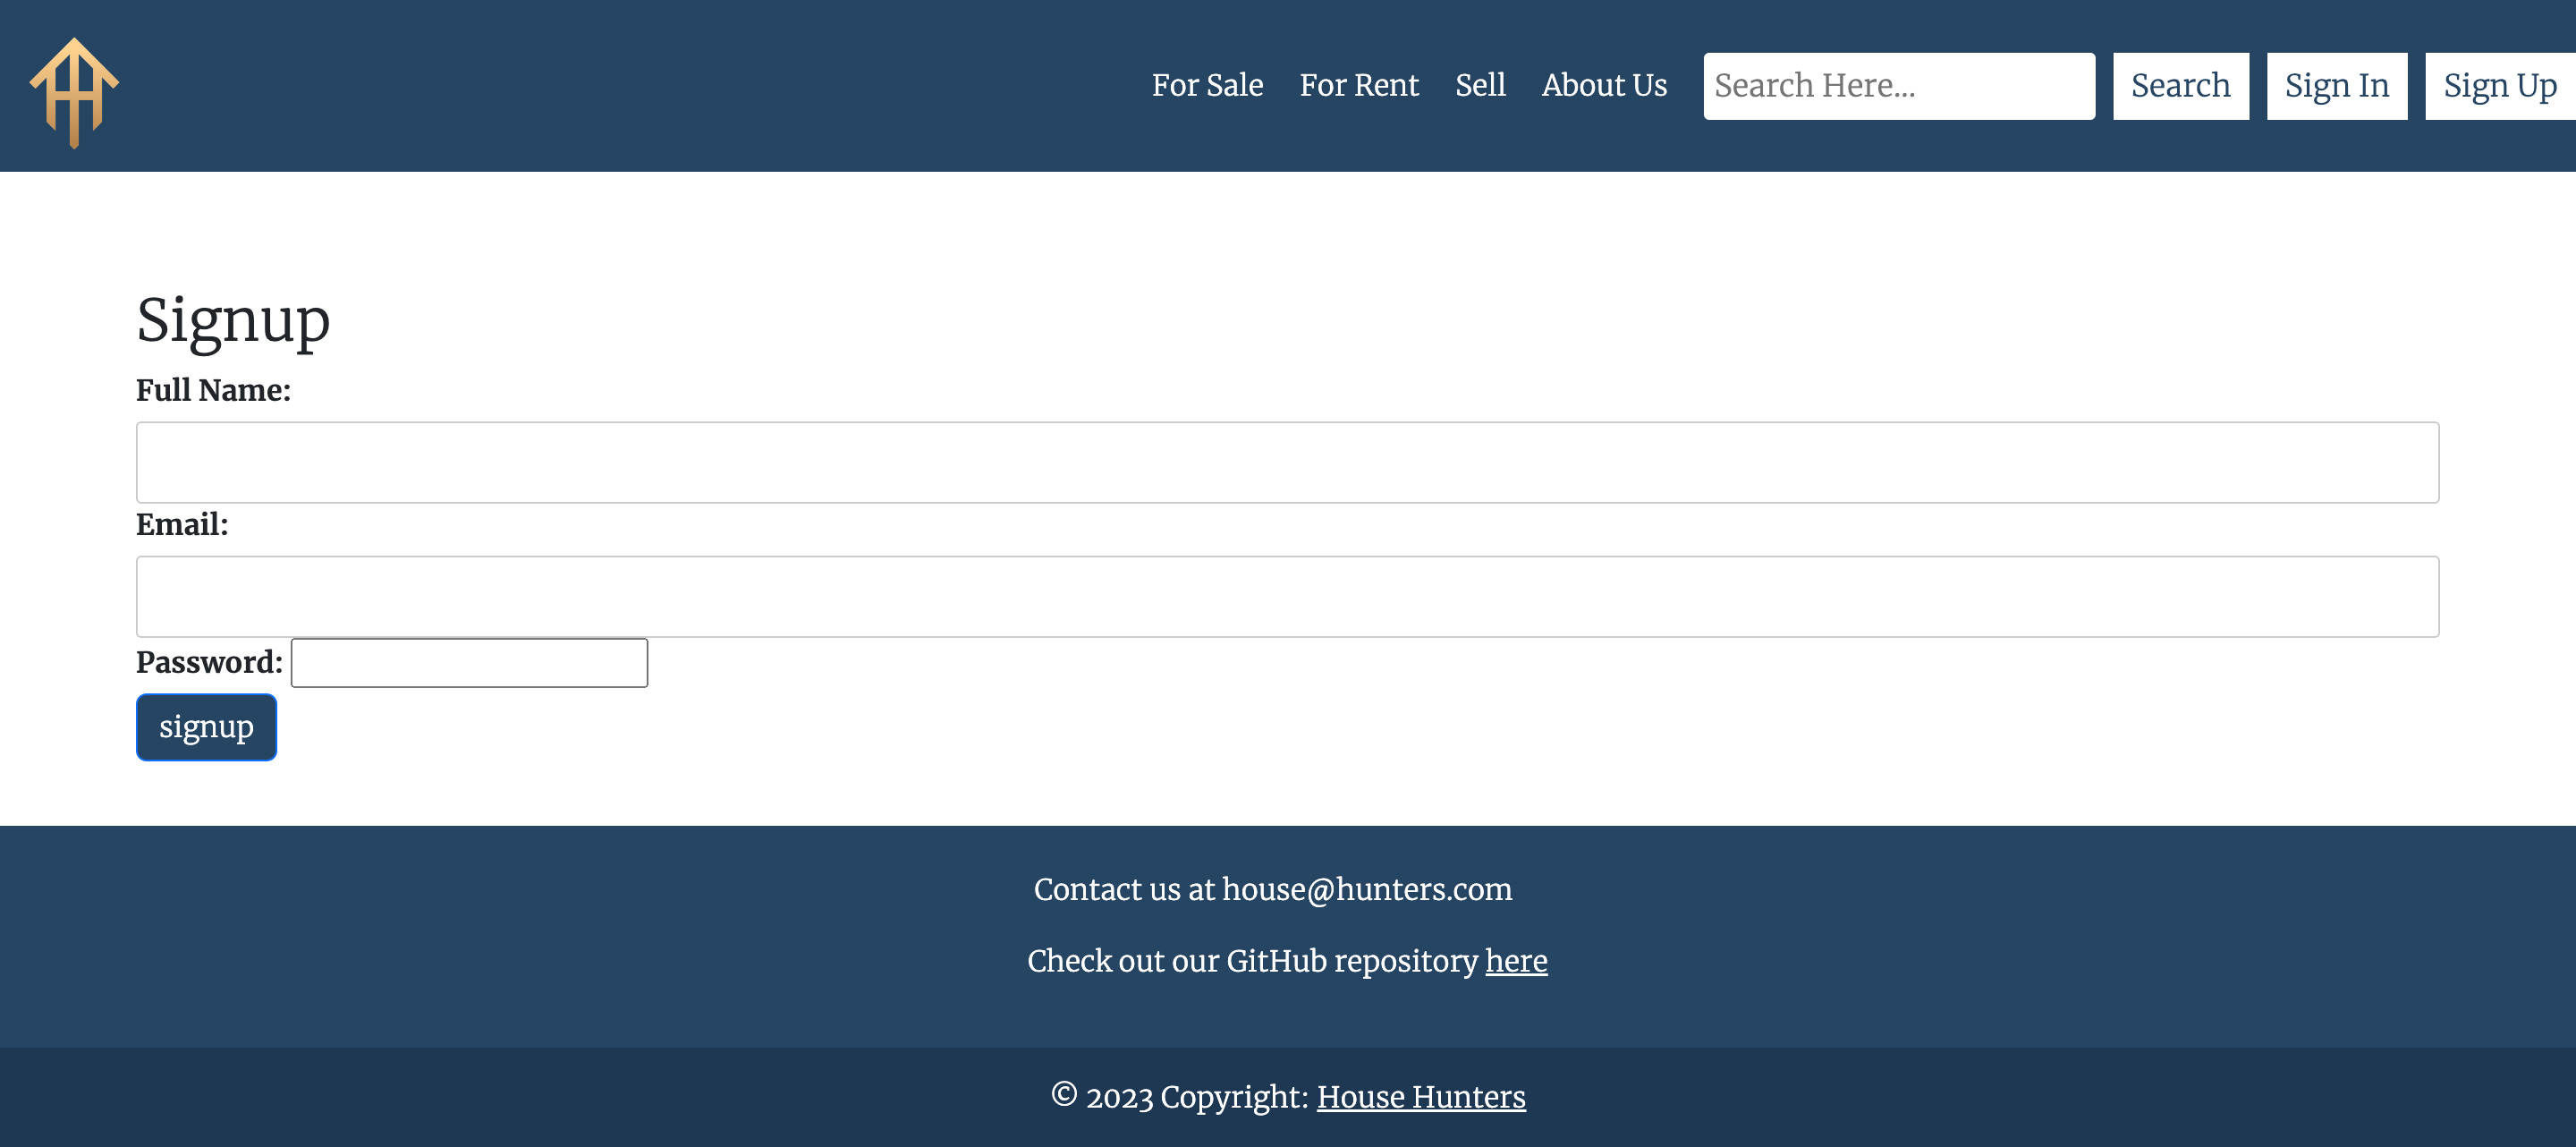 For Sale For Rent Sell About Us Search Here... Search Sign In Sign Up
Signup
Full Name:
Email:
Password:
signup
Contact us at house@hunters.com
Check out our GitHub repository here
© 2023 Copyright: House Hunters